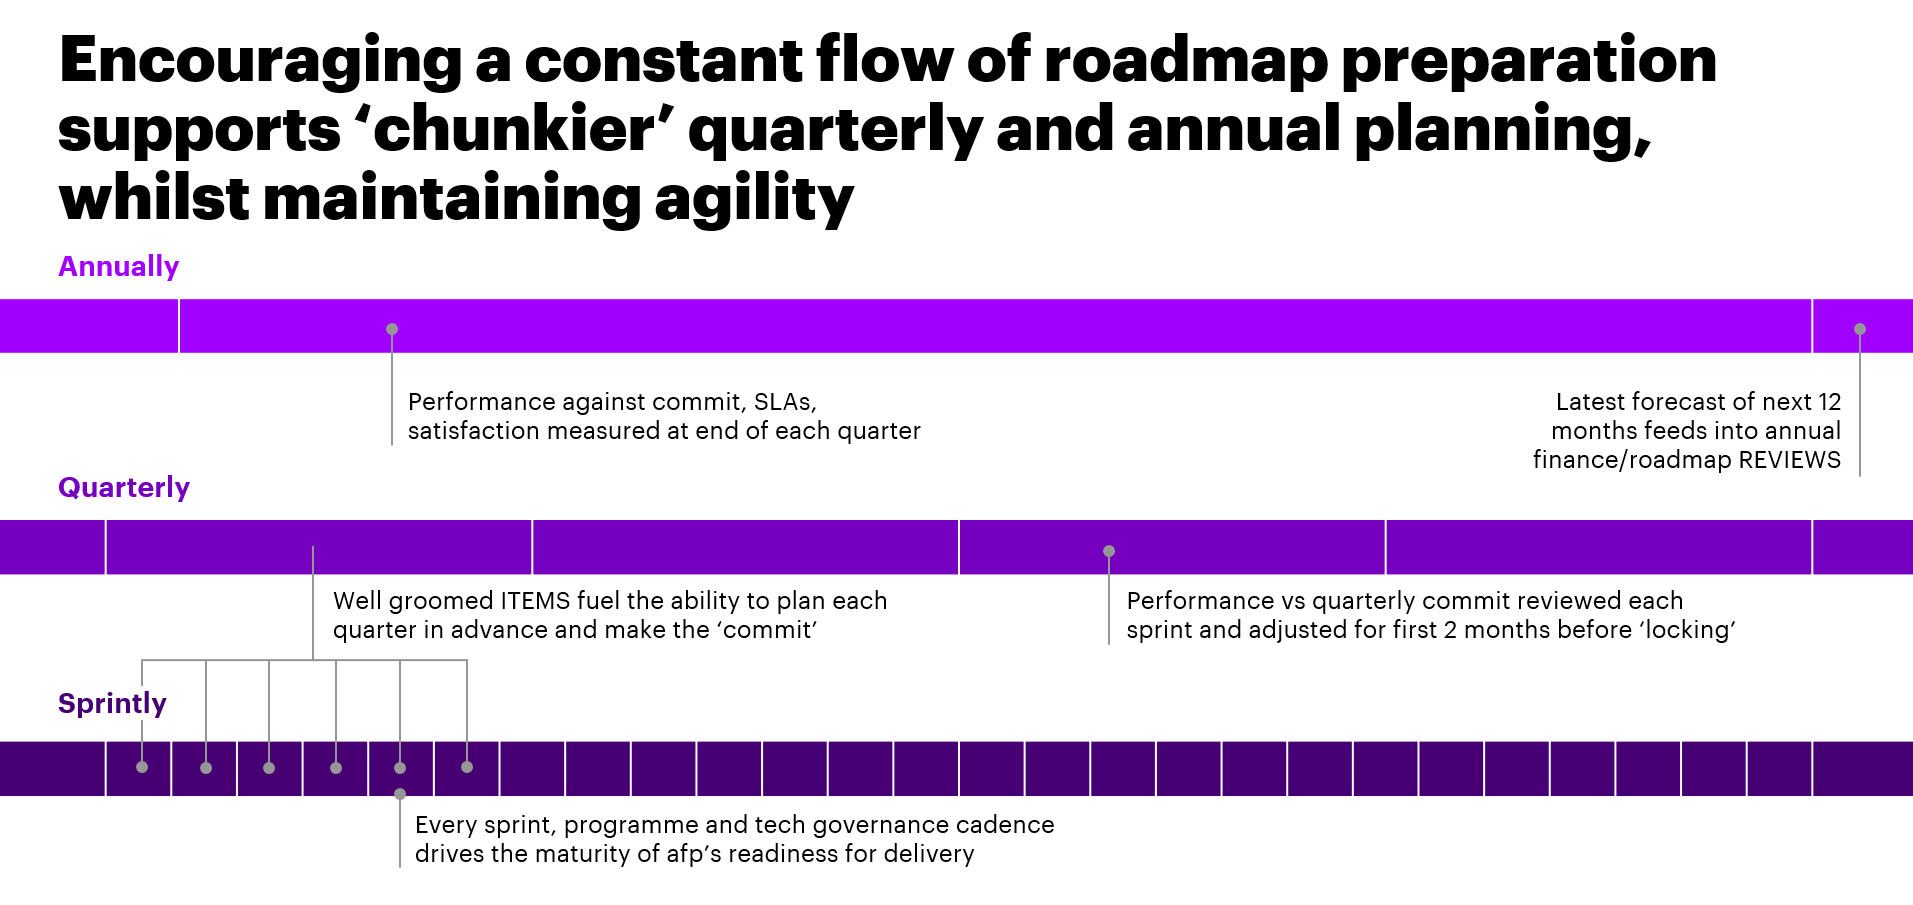 Encouraging a constant flow of roadmap preparation
supports ‘chunkier’ quarterly and annual planning,
whilst maintaining agility
Annually
Performance against commit, SLAs,
satisfaction measured at end of each quarter
Latest forecast of next 12
months feeds into annual
finance/roadmap REVIEWS
Quarterly
Well groomed ITEMS fuel the ability to plan each
quarter in advance and make the ‘commit’
Performance vs quarterly commit reviewed each
sprint and adjusted for first 2 months before ‘locking’
Sprintly
Every sprint, programme and tech governance cadence
drives the maturity of afp’s readiness for delivery